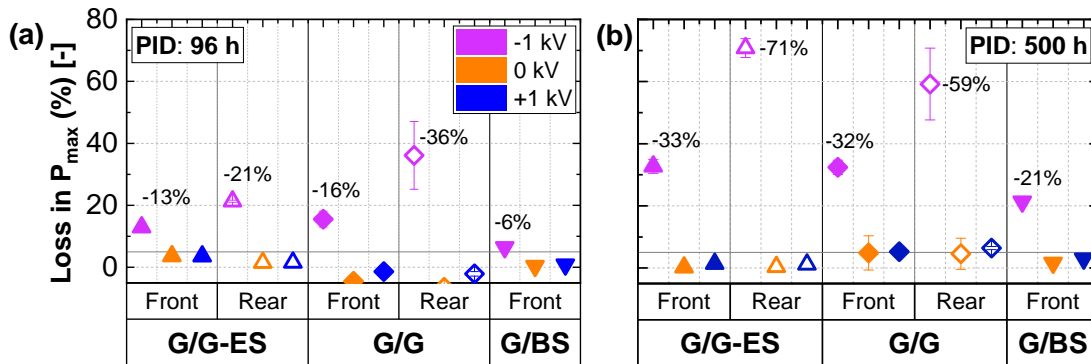 (a)
PID: 96 h
-1 kV
0 kV
+1 kV
Loss in Pmax (%) [-]
80
60
40
20
0
-13%
-21%
-16%
-36%
-6%
Front
Rear
Front
Rear
Front
G/G-ES
G/G
G/BS
(b)
PID: 500 h
-33%
-71%
-32%
-59%
-21%
Front
Rear
Front
Rear
Front
G/G-ES
G/G
G/BS